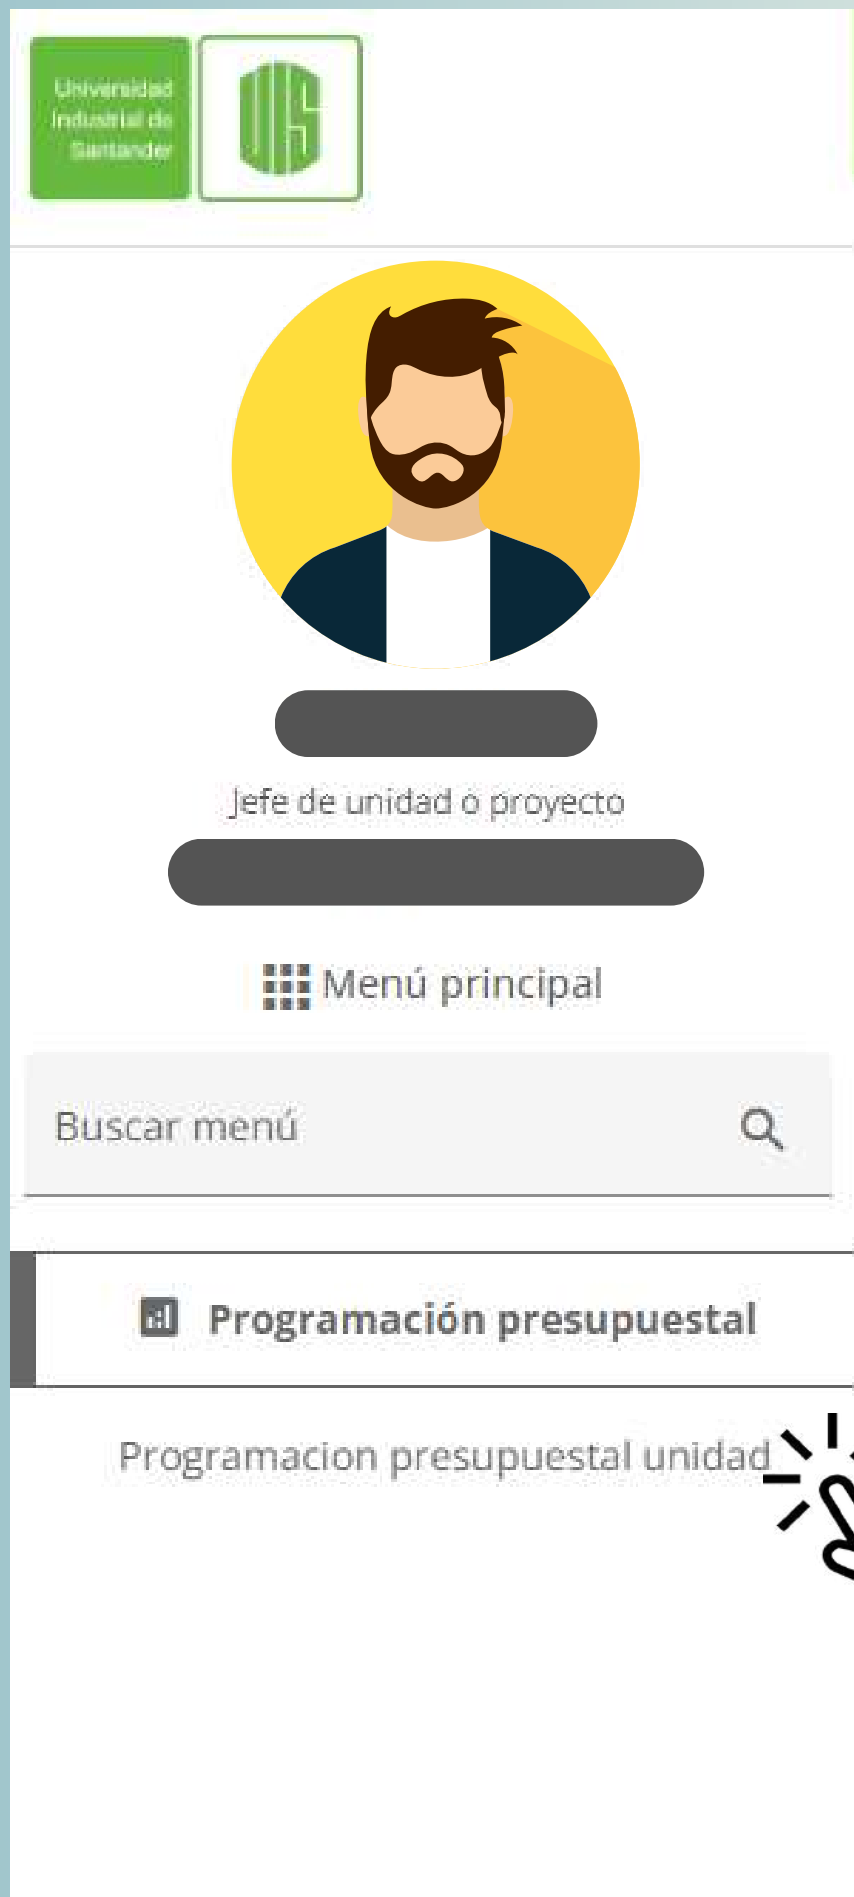 Universidad
Industrial de
Santander
UIS
Jefe de unidad o proyecto
Menú principal
Buscar menú
Programación presupuestal
Programacion presupuestal unidad